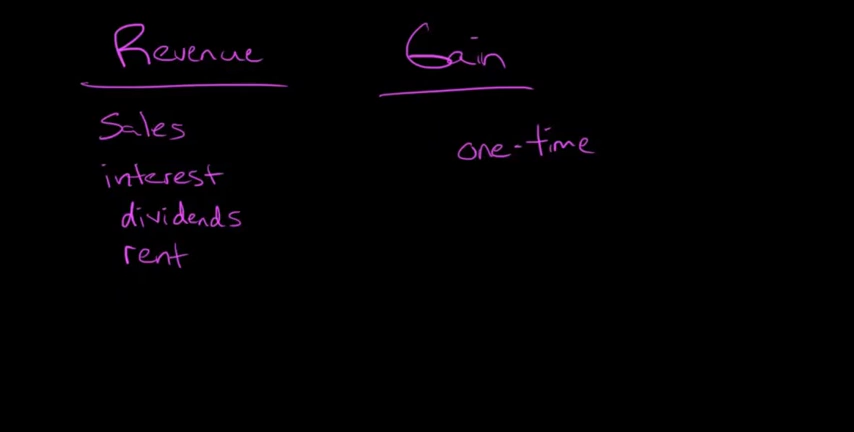 Revenue
Sales
interest
dividends
rent
Gain
one-time